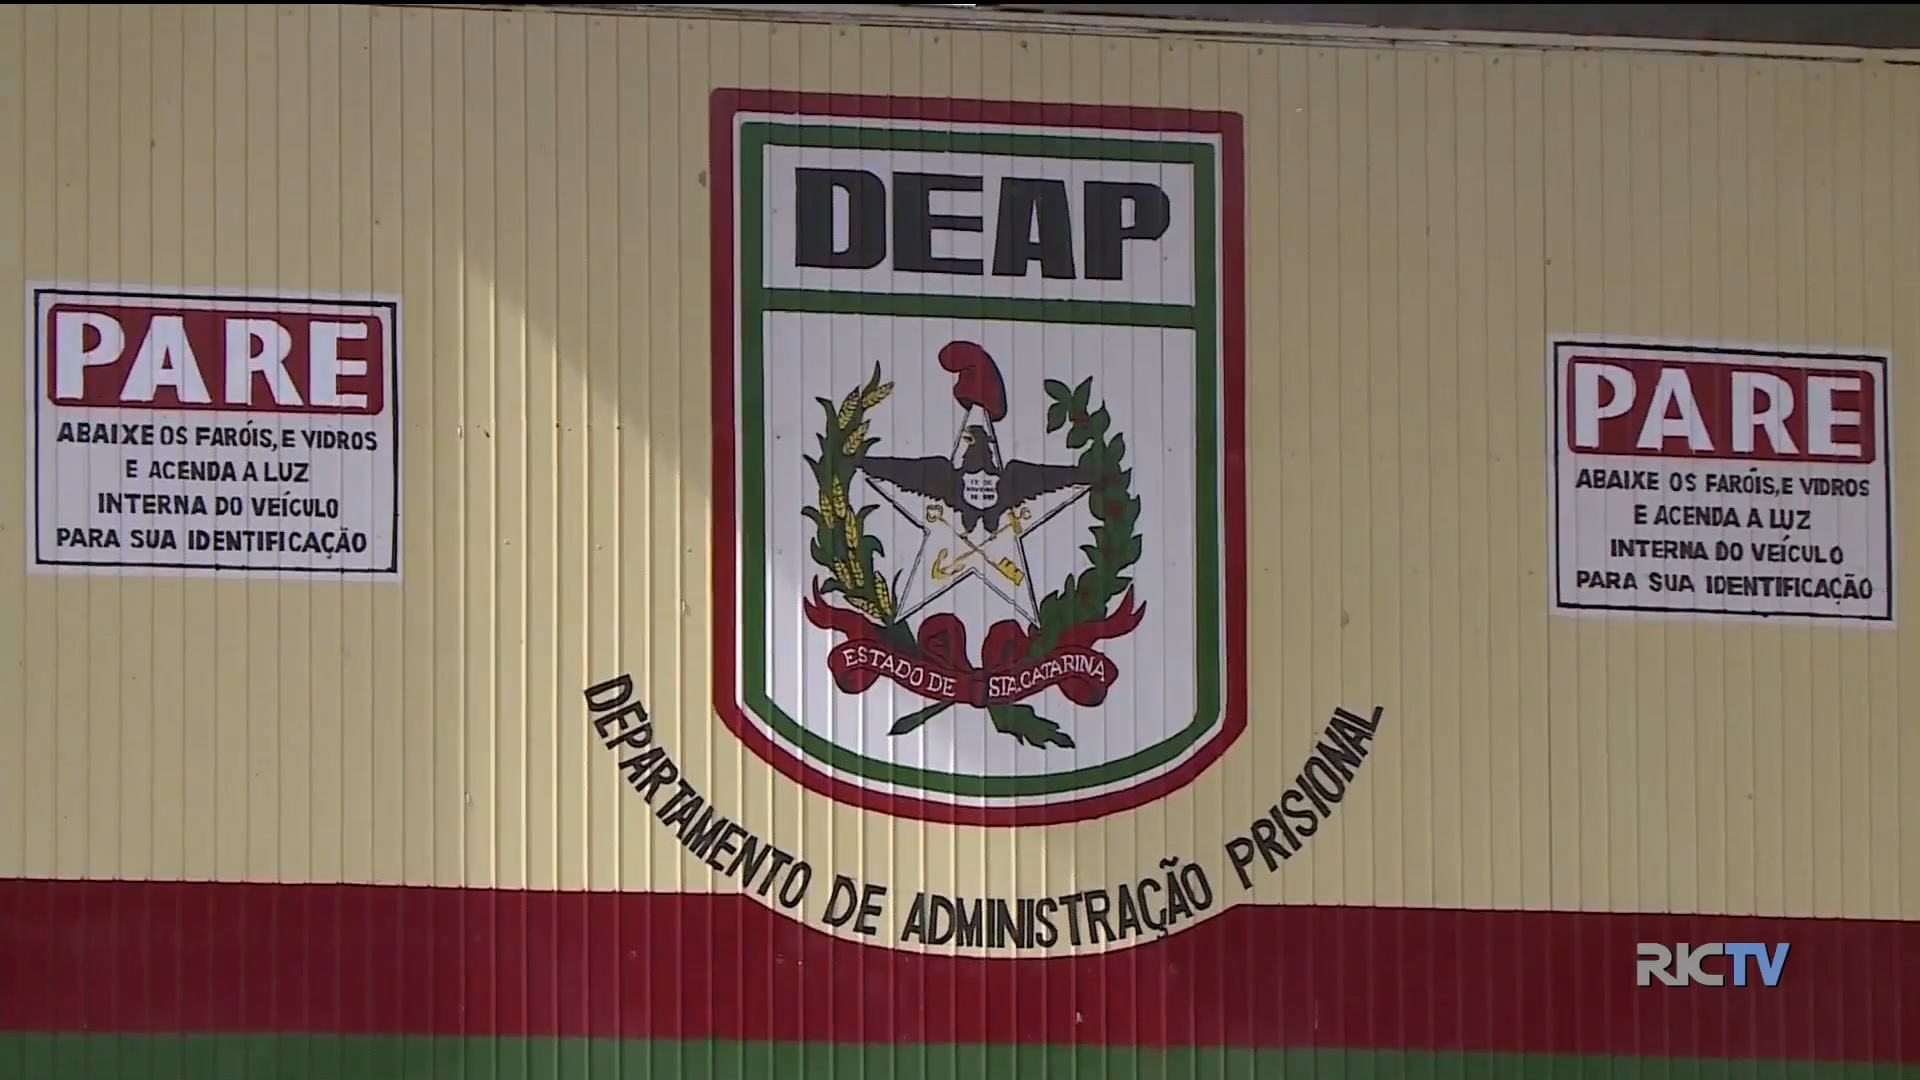 DEAP
PARE
ABAIXE OS FARÓIS, E VIDROS
E ACENDA A LUZ
INTERNA DO VEÍCULO
PARA SUA IDENTIFICAÇÃO
PARE
ABAIXE OS FARÓIS, E VIDROS
E ACENDA A LUZ
INTERNA DO VEÍCULO
PARA SUA IDENTIFICAÇÃO
ESTADO DE STA. CATARINA
DEPARTAMENTO DE ADMINISTRAÇÃO PRISIONAL
RICTV